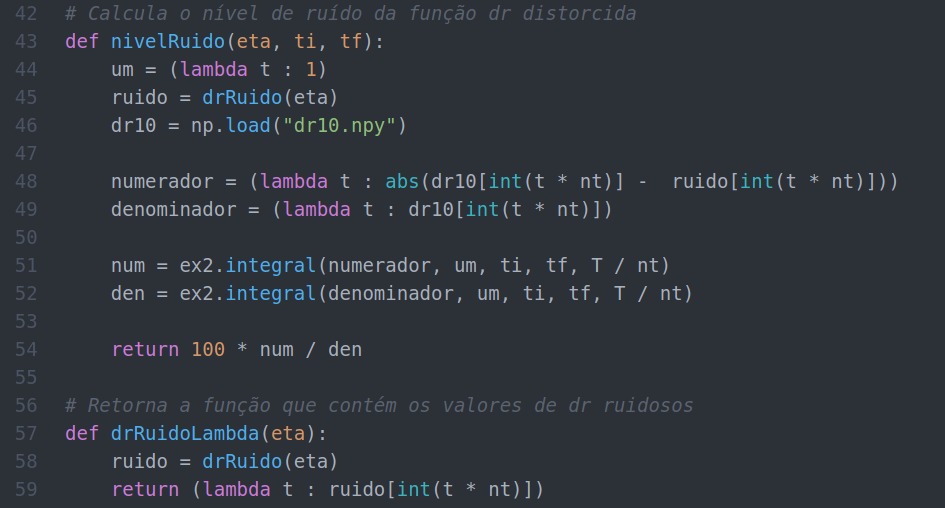 42 # Calcula o nível de ruído da função dr distorcida
43 def nivelRuido(eta, ti, tf):
44     um = (lambda t : 1)
45     ruido = drRuido(eta)
46     dr10 = np.load("dr10.npy")
47
48     numerador = (lambda t : abs(dr10[int(t * nt)] -  ruido[int(t * nt)]))
49     denominador = (lambda t : dr10[int(t * nt)])
50
51     num = ex2.integral(numerador, um, ti, tf, T / nt)
52     den = ex2.integral(denominador, um, ti, tf, T / nt)
53
54     return 100 * num / den
55
56 # Retorna a função que contém os valores de dr ruidosos
57 def drRuidoLambda(eta):
58     ruido = drRuido(eta)
59     return (lambda t : ruido[int(t * nt)])